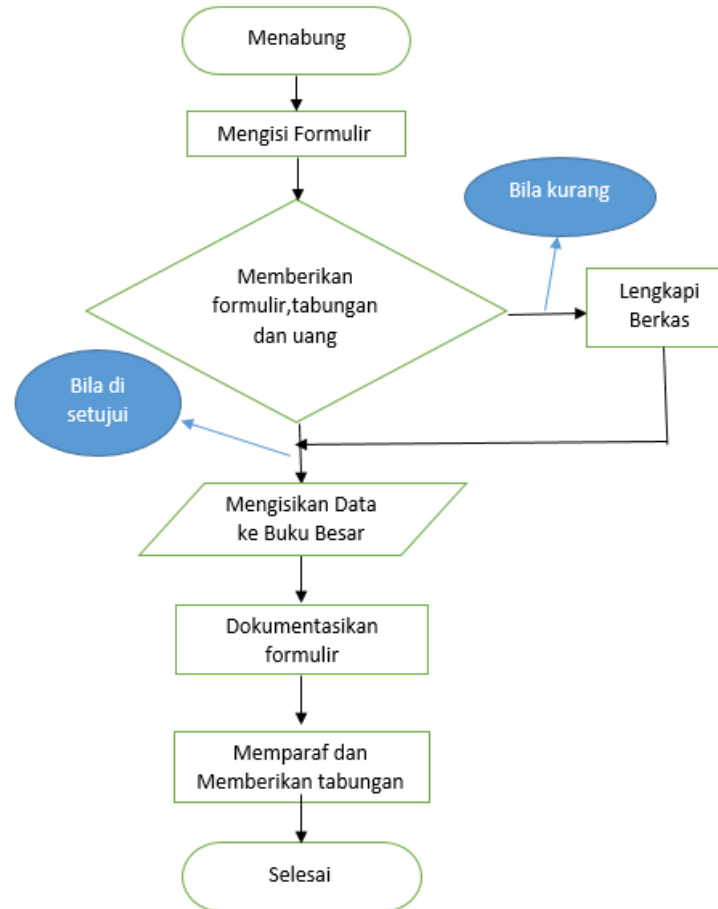 Menabung
Mengisi Formulir
Bila kurang
Memberikan
formulir,tabungan
dan uang
Lengkapi
Berkas
Bila di
setujui
Mengisikan Data
ke Buku Besar
Dokumentasikan
formulir
Memparaf dan
Memberikan tabungan
Selesai